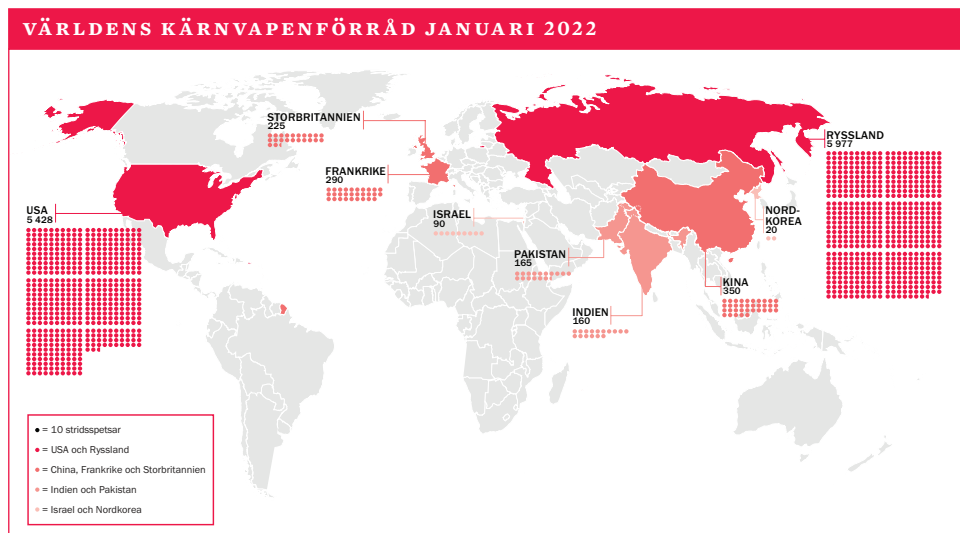 VÄRLDENS KÄRNVAPENFÖRRÅD JANUARI 2022
STORBRITANNIEN
225
FRANKRIKE
290
RYSSLAND
5 977
USA
5 428
ISRAEL
90
NORD-
KOREA
20
PAKISTAN
165
KINA
350
INDIEN
160
= 10 stridsspetsar
= USA och Ryssland
= China, Frankrike och Storbritannien
= Indien och Pakistan
= Israel och Nordkorea